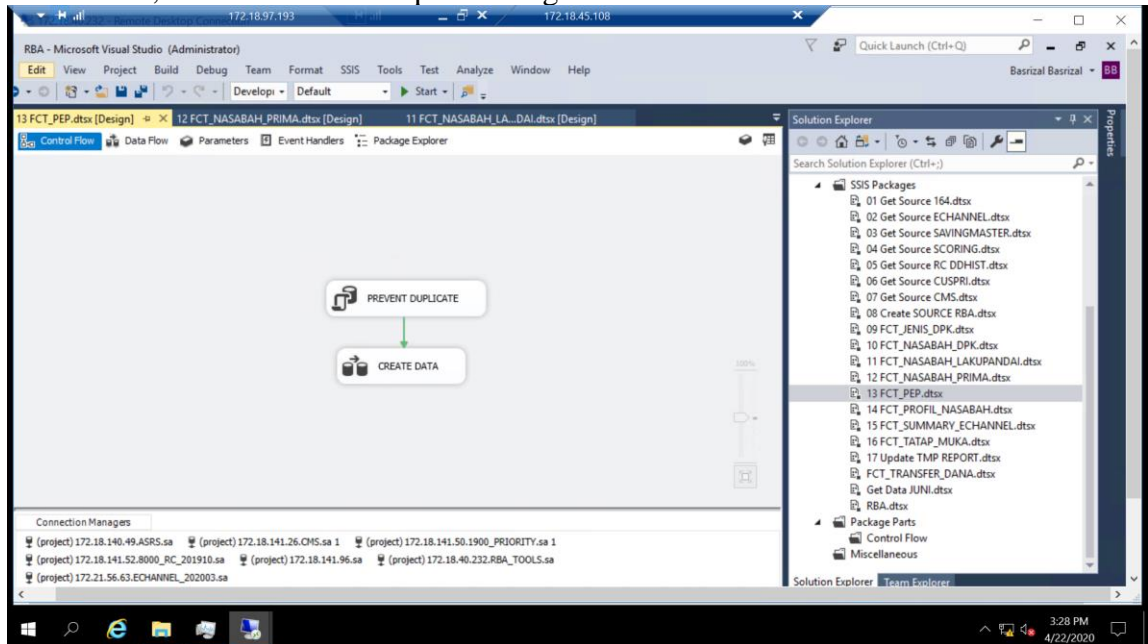 232 - Remote Desktop Connection
172.18.97.193
172.18.45.108
RBA - Microsoft Visual Studio (Administrator)
Quick Launch (Ctrl+Q)
Edit View Project Build Debug Team Format SSIS Tools Test Analyze Window Help
Basrizal Basrizal BB
Developi Default Start
13 FCT_PEP.dtsx [Design] 12 FCT_NASABAH_PRIMA.dtsx [Design] 11 FCT_NASABAH_LA...DAI.dtsx [Design]
Control Flow Data Flow Parameters Event Handlers Package Explorer
PREVENT DUPLICATE
CREATE DATA
100%
Connection Managers
(project) 172.18.140.49.ASRS.sa (project) 172.18.141.26.CMS.sa 1 (project) 172.18.141.50.1900_PRIORITY.sa 1
(project) 172.18.141.52.8000_RC_201910.sa (project) 172.18.141.96.sa (project) 172.18.40.232.RBA_TOOLS.sa
(project) 172.21.56.63.ECHANNEL_202003.sa
Solution Explorer
Search Solution Explorer (Ctrl+;)
SSIS Packages
01 Get Source 164.dtsx
02 Get Source ECHANNEL.dtsx
03 Get Source SAVINGMASTER.dtsx
04 Get Source SCORING.dtsx
05 Get Source RC DDHIST.dtsx
06 Get Source CUSPRI.dtsx
07 Get Source CMS.dtsx
08 Create SOURCE RBA.dtsx
09 FCT_JENIS_DPK.dtsx
10 FCT_NASABAH_DPK.dtsx
11 FCT_NASABAH_LAKUPANDAI.dtsx
12 FCT_NASABAH_PRIMA.dtsx
13 FCT_PEP.dtsx
14 FCT_PROFIL_NASABAH.dtsx
15 FCT_SUMMARY_ECHANNEL.dtsx
16 FCT_TATAP_MUKA.dtsx
17 Update TMP REPORT.dtsx
FCT_TRANSFER_DANA.dtsx
Get Data JUNI.dtsx
RBA.dtsx
Package Parts
Control Flow
Miscellaneous
Solution Explorer Team Explorer
Properties
3:28 PM
4/22/2020